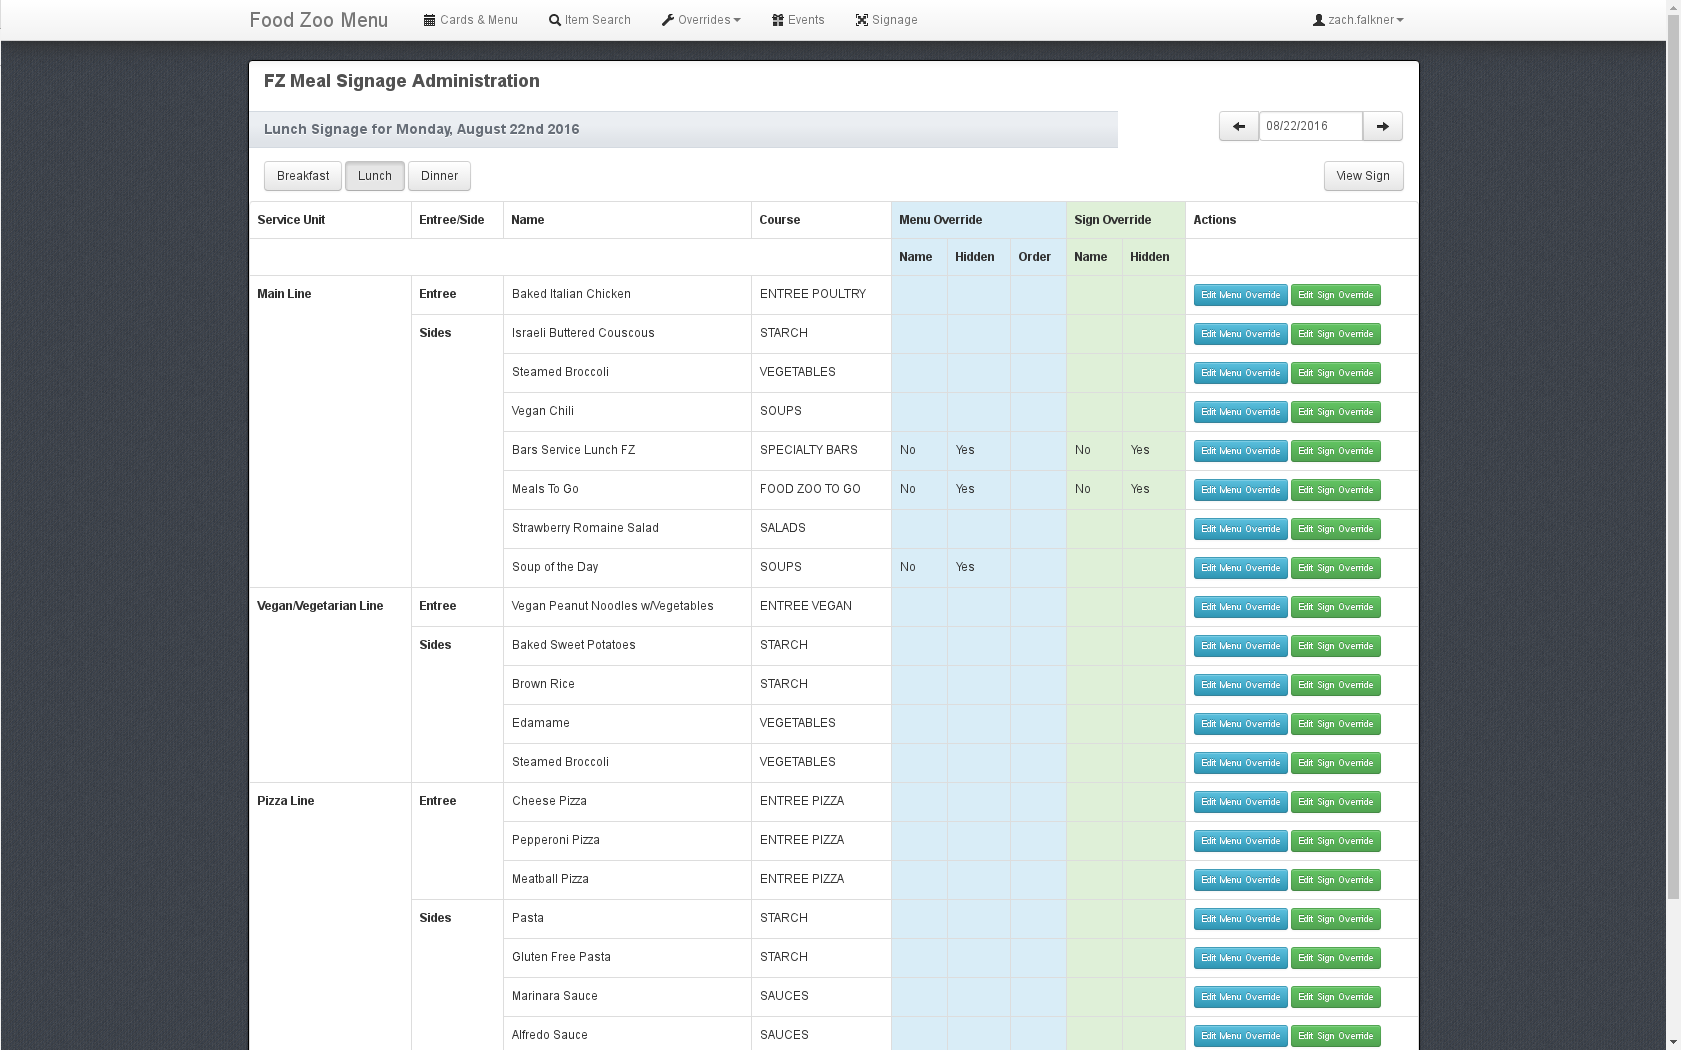 Food Zoo Menu Cards & Menu Item Search Overrides Events Signage zach.falkner
FZ Meal Signage Administration
Lunch Signage for Monday, August 22nd 2016 08/22/2016
Breakfast Lunch Dinner View Sign
Service Unit Entree/Side Name Course Menu Override Sign Override Actions
Name Hidden Order Name Hidden
Main Line Entree Baked Italian Chicken ENTREE POULTRY Edit Menu Override Edit Sign Override
Sides Israeli Buttered Couscous STARCH Edit Menu Override Edit Sign Override
Steamed Broccoli VEGETABLES Edit Menu Override Edit Sign Override
Vegan Chili SOUPS Edit Menu Override Edit Sign Override
Bars Service Lunch FZ SPECIALTY BARS No Yes No Yes Edit Menu Override Edit Sign Override
Meals To Go FOOD ZOO TO GO No Yes No Yes Edit Menu Override Edit Sign Override
Strawberry Romaine Salad SALADS Edit Menu Override Edit Sign Override
Soup of the Day SOUPS No Yes Edit Menu Override Edit Sign Override
Vegan/Vegetarian Line Entree Vegan Peanut Noodles w/Vegetables ENTREE VEGAN Edit Menu Override Edit Sign Override
Sides Baked Sweet Potatoes STARCH Edit Menu Override Edit Sign Override
Brown Rice STARCH Edit Menu Override Edit Sign Override
Edamame VEGETABLES Edit Menu Override Edit Sign Override
Steamed Broccoli VEGETABLES Edit Menu Override Edit Sign Override
Pizza Line Entree Cheese Pizza ENTREE PIZZA Edit Menu Override Edit Sign Override
Pepperoni Pizza ENTREE PIZZA Edit Menu Override Edit Sign Override
Meatball Pizza ENTREE PIZZA Edit Menu Override Edit Sign Override
Sides Pasta STARCH Edit Menu Override Edit Sign Override
Gluten Free Pasta STARCH Edit Menu Override Edit Sign Override
Marinara Sauce SAUCES Edit Menu Override Edit Sign Override
Alfredo Sauce SAUCES Edit Menu Override Edit Sign Override